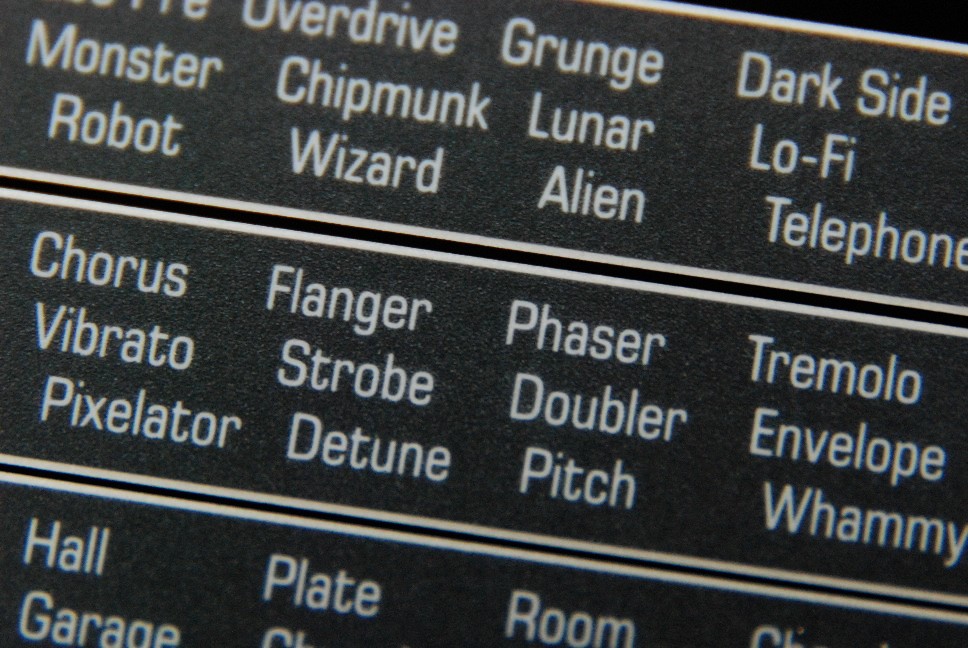 Overdrive Grunge Dark Side
Monster Chipmunk Lunar Lo-Fi
Robot Wizard Alien Telephone
Chorus Flanger Phaser Tremolo
Vibrato Strobe Doubler Envelope
Pixelator Detune Pitch Whammy
Hall Plate Room
Garage